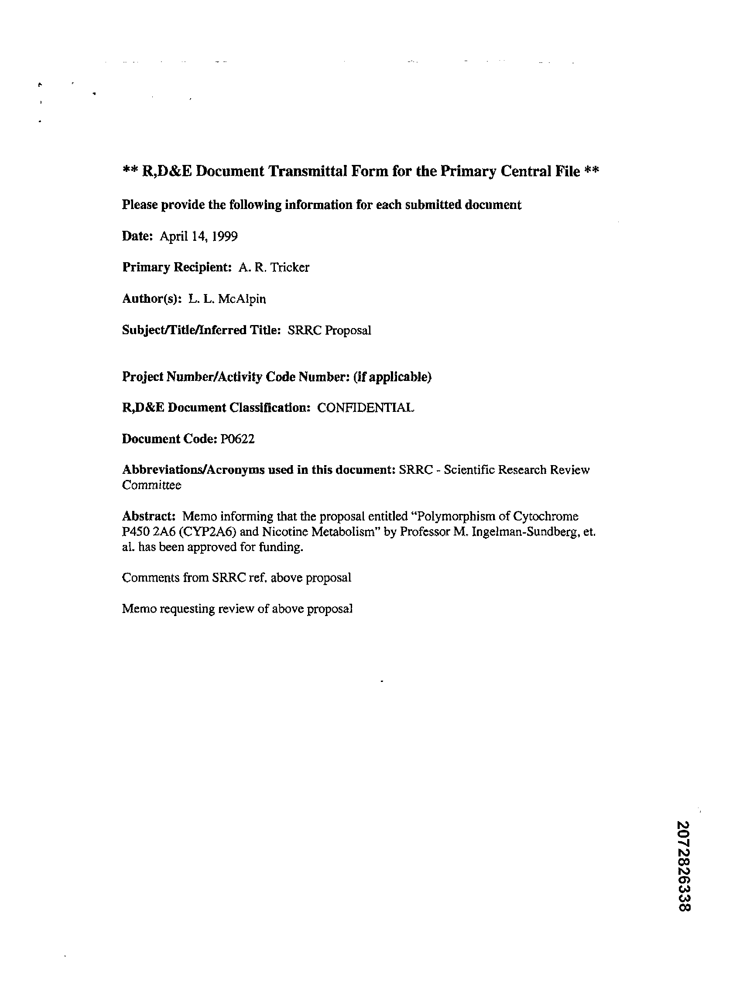 ** R,D&E Document Transmittal Form for the Primary Central File **
Please provide the following information for each submitted document
Date: April 14, 1999
Primary Recipient: A. R. Tricker
Author(s): L. L. McAlpin
Subject/Title/Inferred Title: SRRC Proposal
Project Number/Activity Code Number: (if applicable)
R,D&E Document Classification: CONFIDENTIAL
Document Code: P0622
Abbreviations/Acronyms used in this document: SRRC - Scientific Research Review
Committee
Abstract: Memo informing that the proposal entitled “Polymorphism of Cytochrome
P450 2A6 (CYP2A6) and Nicotine Metabolism” by Professor M. Ingelman-Sundberg, et.
al. has been approved for funding.
Comments from SRRC ref. above proposal
Memo requesting review of above proposal
2072826338